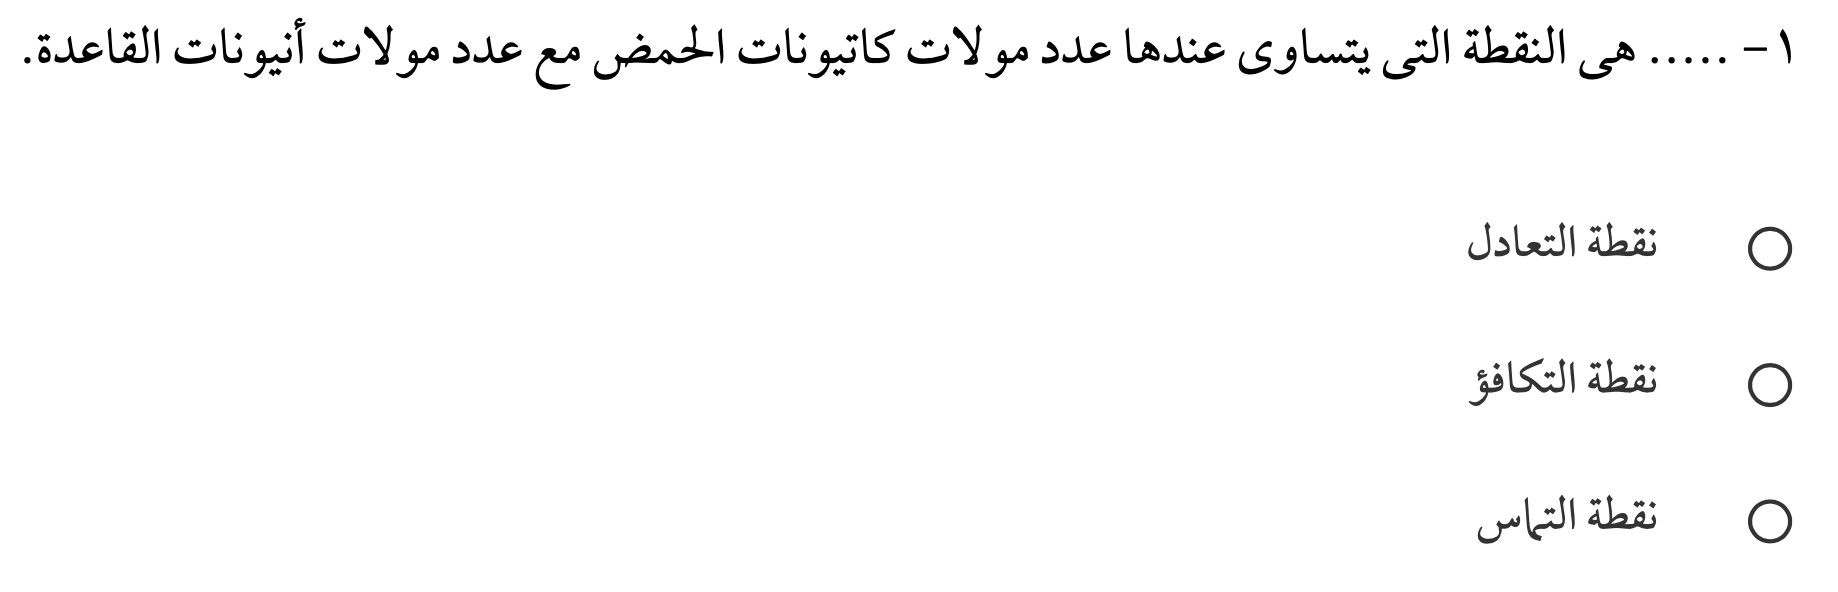 ١- ..... هى النقطة التى يتساوى عندها عدد مولات كاتيونات الحمض مع عدد مولات أنيونات القاعدة.
نقطة التعادل
نقطة التكافؤ
نقطة التماس